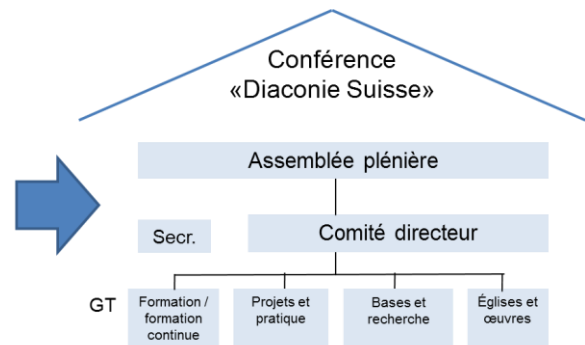 Conférence
«Diaconie Suisse»
Assemblée plénière
Secr.
Comité directeur
GT
Formation /
formation
continue
Projets et
pratique
Bases et
recherche
Églises et
œuvres